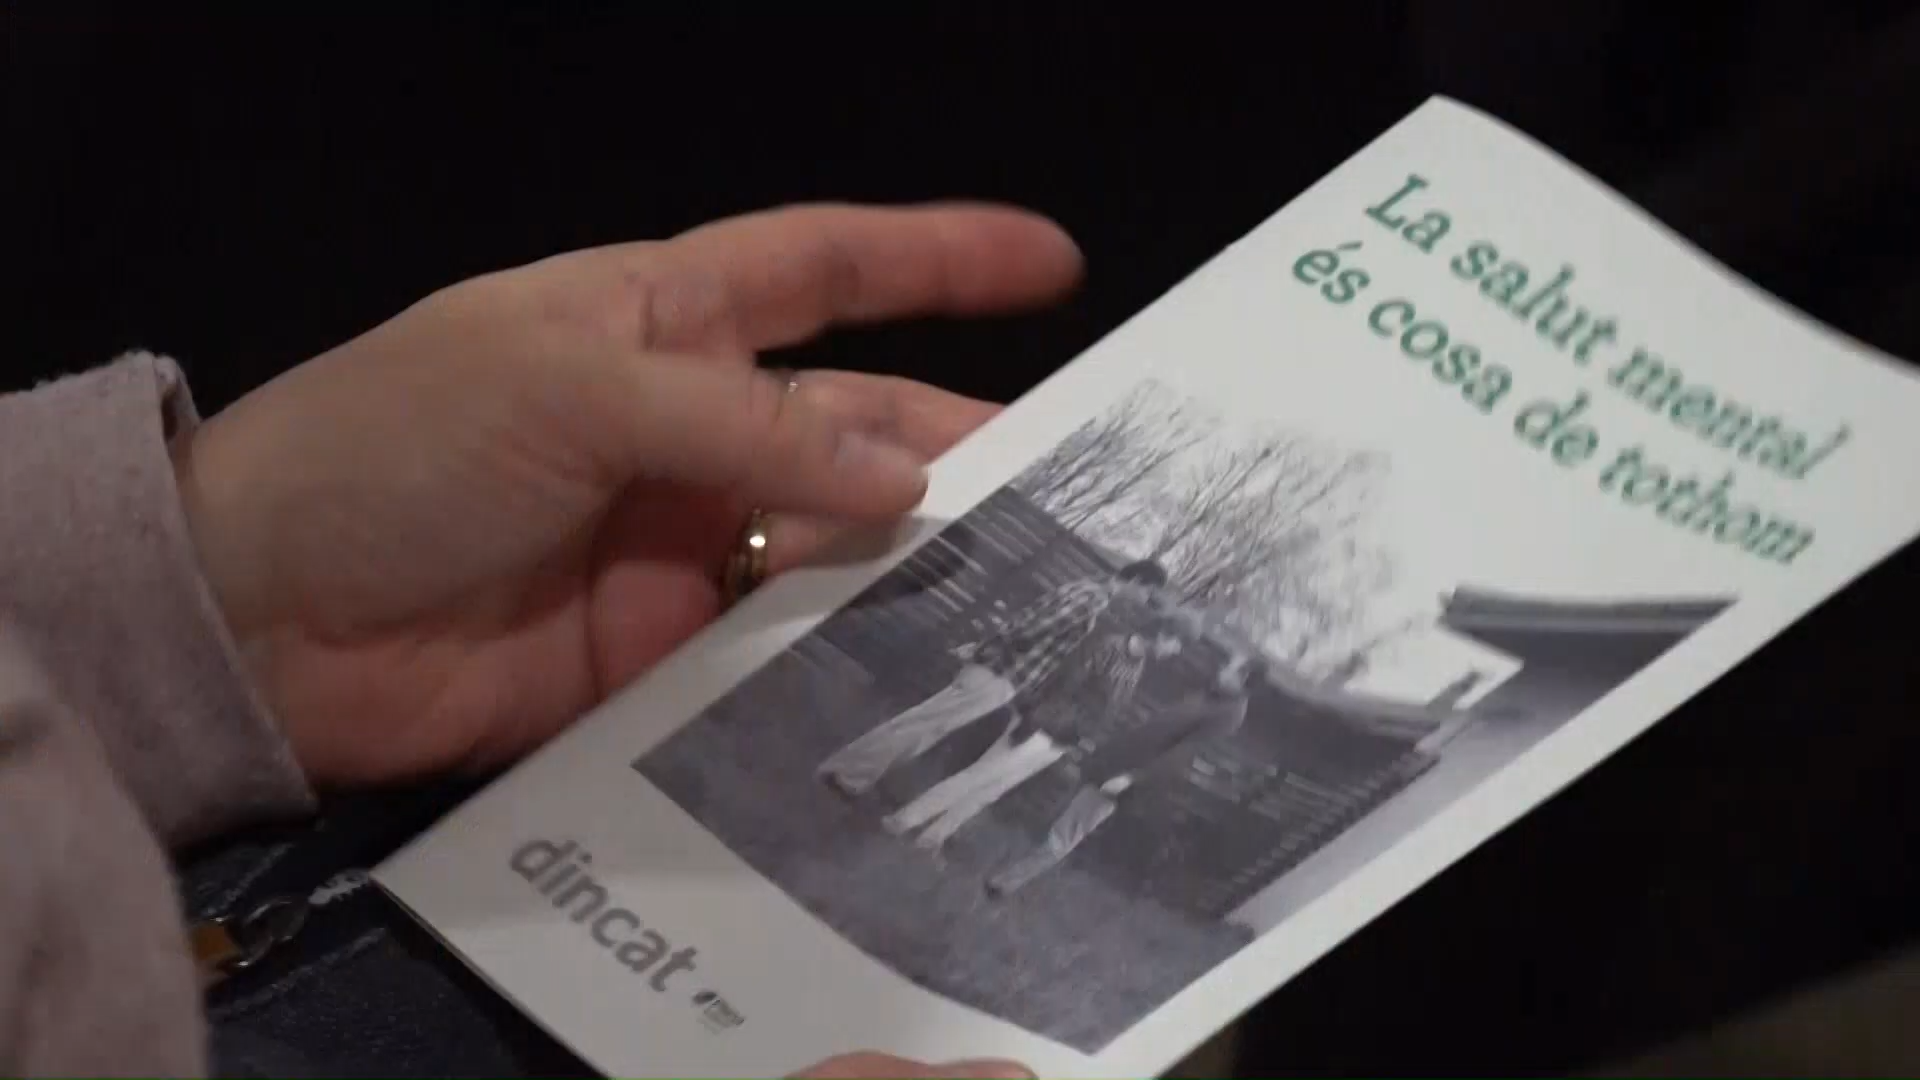 La salut mental
és cosa de tothom
dincat